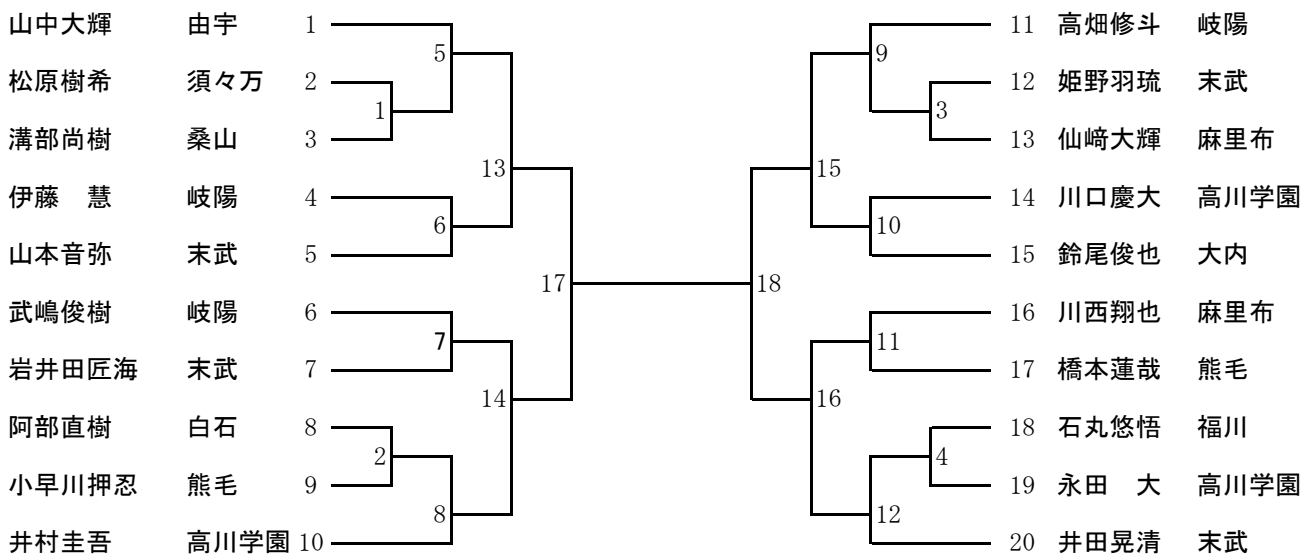 山中大輝 由宇 1
松原樹希 須々万 2
溝部尚樹 桑山 3
伊藤　慧 岐陽 4
山本音弥 末武 5
武嶋俊樹 岐陽 6
岩井田匠海 末武 7
阿部直樹 白石 8
小早川押忍 熊毛 9
井村圭吾 高川学園 10
5
1
13
6
17
7
14
2
8
18
9
3
15
10
11
16
4
12
11 高畑修斗 岐陽
12 姫野羽琉 末武
13 仙﨑大輝 麻里布
14 川口慶大 高川学園
15 鈴尾俊也 大内
16 川西翔也 麻里布
17 橋本蓮哉 熊毛
18 石丸悠悟 福川
19 永田　大 高川学園
20 井田晃清 末武